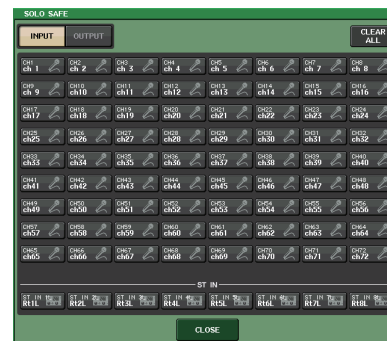 SOLO SAFE
INPUT OUTPUT CLEAR ALL
CH1 CH2 CH3 CH4 CH5 CH6 CH7 CH8
ch 1 ch 2 ch 3 ch 4 ch 5 ch 6 ch 7 ch 8
CH9 CH10 CH11 CH12 CH13 CH14 CH15 CH16
ch 9 ch10 ch11 ch12 ch13 ch14 ch15 ch16
CH17 CH18 CH19 CH20 CH21 CH22 CH23 CH24
ch17 ch18 ch19 ch20 ch21 ch22 ch23 ch24
CH25 CH26 CH27 CH28 CH29 CH30 CH31 CH32
ch25 ch26 ch27 ch28 ch29 ch30 ch31 ch32
CH33 CH34 CH35 CH36 CH37 CH38 CH39 CH40
ch33 ch34 ch35 ch36 ch37 ch38 ch39 ch40
CH41 CH42 CH43 CH44 CH45 CH46 CH47 CH48
ch41 ch42 ch43 ch44 ch45 ch46 ch47 ch48
CH49 CH50 CH51 CH52 CH53 CH54 CH55 CH56
ch49 ch50 ch51 ch52 ch53 ch54 ch55 ch56
CH57 CH58 CH59 CH60 CH61 CH62 CH63 CH64
ch57 ch58 ch59 ch60 ch61 ch62 ch63 ch64
CH65 CH66 CH67 CH68 CH69 CH70 CH71 CH72
ch65 ch66 ch67 ch68 ch69 ch70 ch71 ch72
ST IN
ST IN ST IN ST IN ST IN ST IN ST IN ST IN ST IN
Rt1L Rt2L Rt3L Rt4L Rt5L Rt6L Rt7L Rt8L
CLOSE